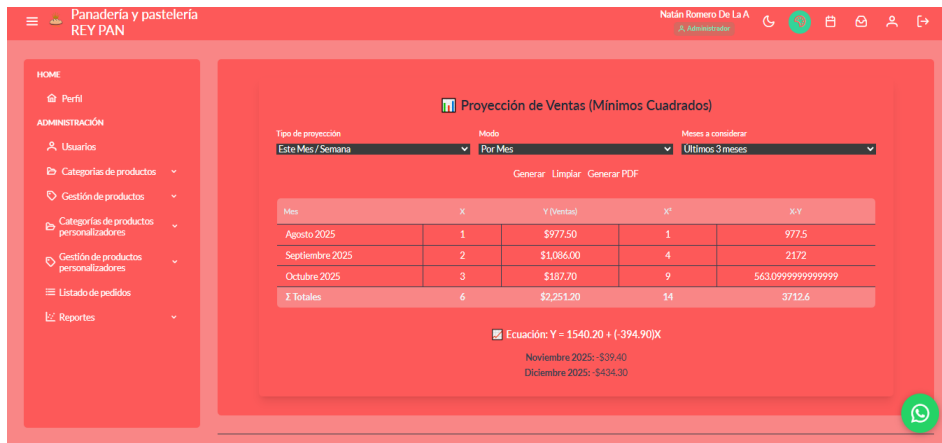 Panadería y pastelería
REY PAN
Natán Romero De La A
Administrador
HOME
Perfil
ADMINISTRACIÓN
Usuarios
Categorias de productos
Gestión de productos
Categorías de productos
personalizadores
Gestión de productos
personalizadores
Listado de pedidos
Reportes
Proyección de Ventas (Mínimos Cuadrados)
Tipo de proyección Modo Meses a considerar
Este Mes / Semana Por Mes Últimos 3 meses
Generar Limpiar Generar PDF
Mes X Y (Ventas) X² X·Y
Agosto 2025 1 $977.50 1 977.5
Septiembre 2025 2 $1,086.00 4 2172
Octubre 2025 3 $187.70 9 563.0999999999999
Σ Totales 6 $2,251.20 14 3712.6
Ecuación: Y = 1540.20 + (-394.90)X
Noviembre 2025: -$39.40
Diciembre 2025: -$434.30